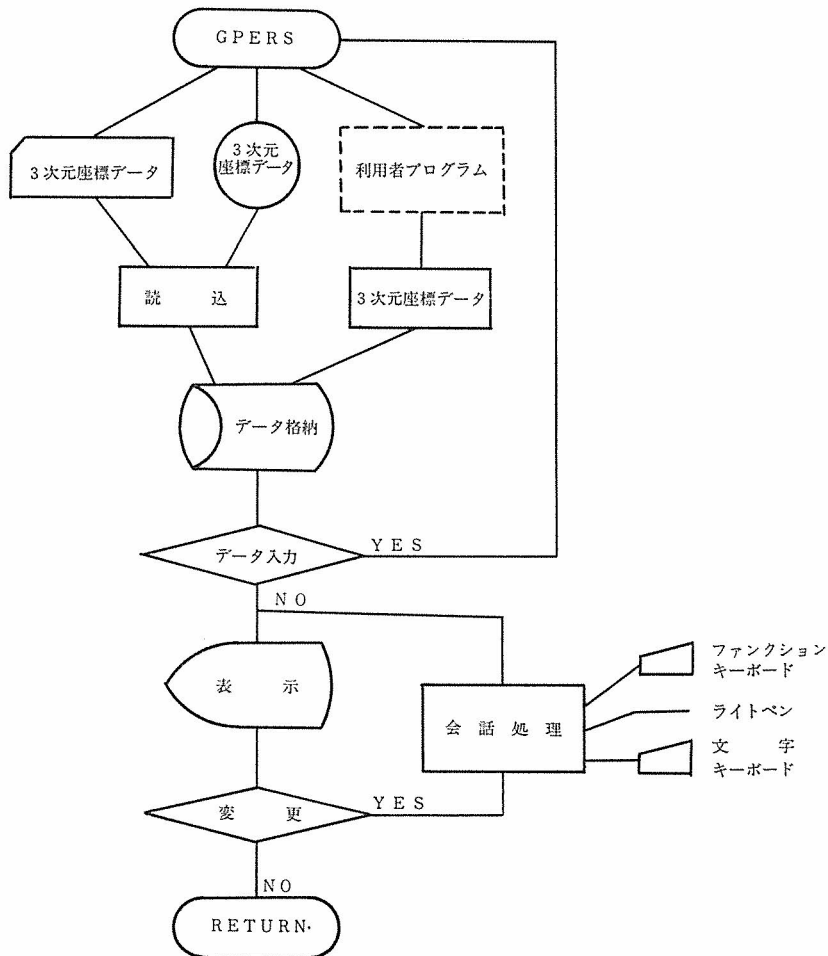 GPERS
3次元座標データ
3次元
座標データ
利用者プログラム
読込
3次元座標データ
データ格納
データ入力
YES
NO
表示
会話処理
ファンクション
キーボード
ライトペン
文字
キーボード
変更
YES
NO
RETURN.